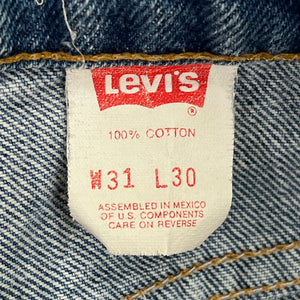 Levi's ®
100% COTTON
W31 L30
ASSEMBLED IN MEXICO
OF U.S. COMPONENTS
CARE ON REVERSE